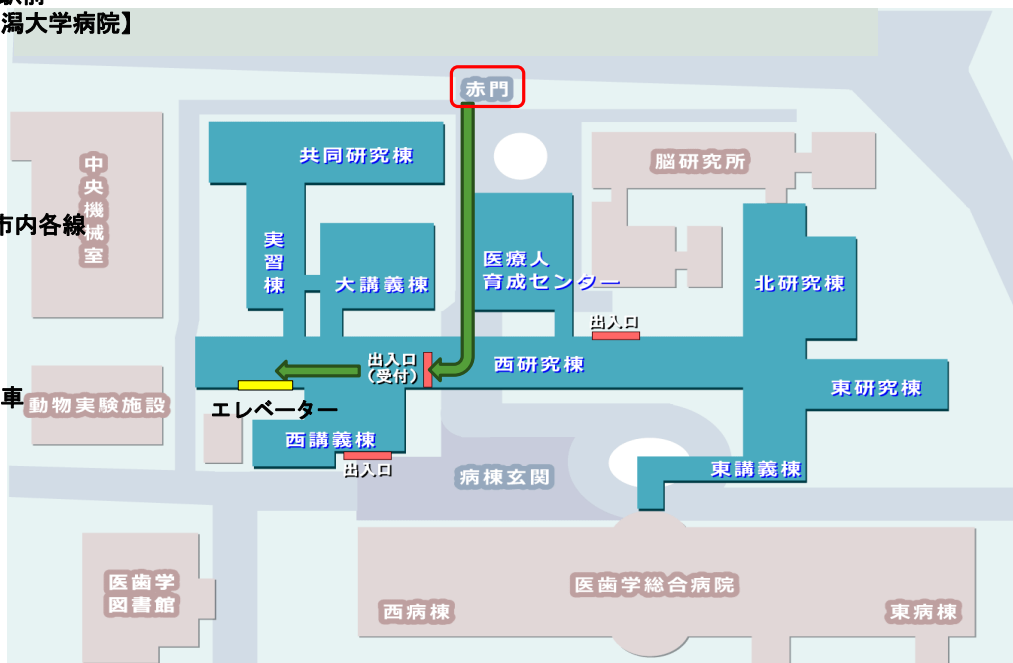 潟大学病院】
赤門
中央機械室
共同研究棟
脳研究所
市内各線
実習棟
大講義棟
医療人
育成センター
北研究棟
出入口
出入口
（受付）
西研究棟
車
動物実験施設
エレベーター
東研究棟
西講義棟
出入口
病棟玄関
東講義棟
医歯学
図書館
医歯学総合病院
西病棟
東病棟